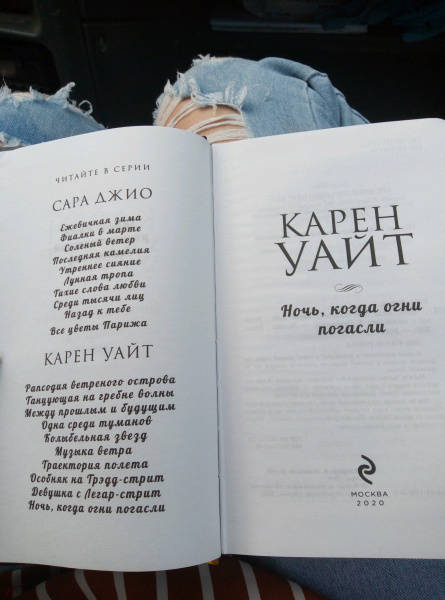 ЧИТАЙТЕ В СЕРИИ
САРА ДЖИО
Ежевичная зима
Фиалки в марте
Соленый ветер
Последняя камелия
Утреннее сияние
Лунная тропа
Тихие слова любви
Среди тысячи лиц
Назад к тебе
Все цветы Парижа
КАРЕН УАЙТ
Рапсодия ветреного острова
Танцующая на гребне волны
Между прошлым и будущим
Одна среди туманов
Колыбельная звезд
Музыка ветра
Траектория полета
Особняк на Трэдд-стрит
Девушка с Легар-стрит
Ночь, когда огни погасли
КАРЕН
УАЙТ
Ночь, когда огни
погасли
МОСКВА
2020